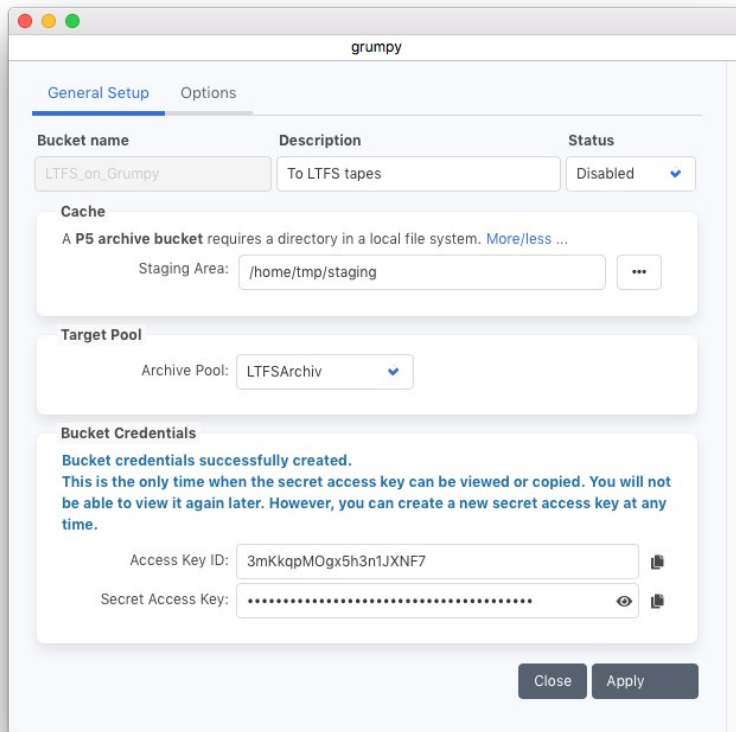 grumpy
General Setup Options
Bucket name Description Status
LTFS_on_Grumpy To LTFS tapes Disabled
Cache
A P5 archive bucket requires a directory in a local file system. More/less ...
Staging Area: /home/tmp/staging •••
Target Pool
Archive Pool: LTFSArchiv
Bucket Credentials
Bucket credentials successfully created.
This is the only time when the secret access key can be viewed or copied. You will not
be able to view it again later. However, you can create a new secret access key at any
time.
Access Key ID: 3mKkqpMOgx5h3n1JXNF7
Secret Access Key: ••••••••••••••••••••••••••••••••••••••••
Close Apply